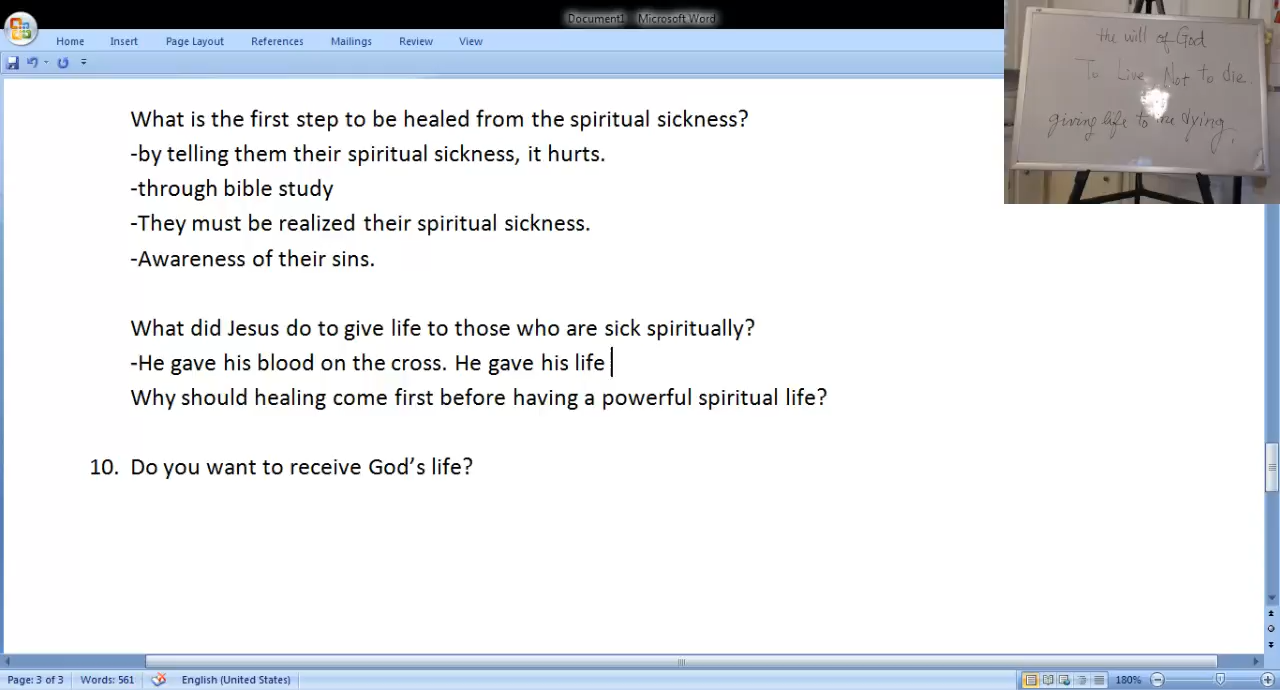 Document1 - Microsoft Word
Home Insert Page Layout References Mailings Review View
the will of God
To Live, Not to die.
giving life to the dying.
What is the first step to be healed from the spiritual sickness?
-by telling them their spiritual sickness, it hurts.
-through bible study
-They must be realized their spiritual sickness.
-Awareness of their sins.
What did Jesus do to give life to those who are sick spiritually?
-He gave his blood on the cross. He gave his life
Why should healing come first before having a powerful spiritual life?
10. Do you want to receive God’s life?
Page: 3 of 3 Words: 561 English (United States) 180%